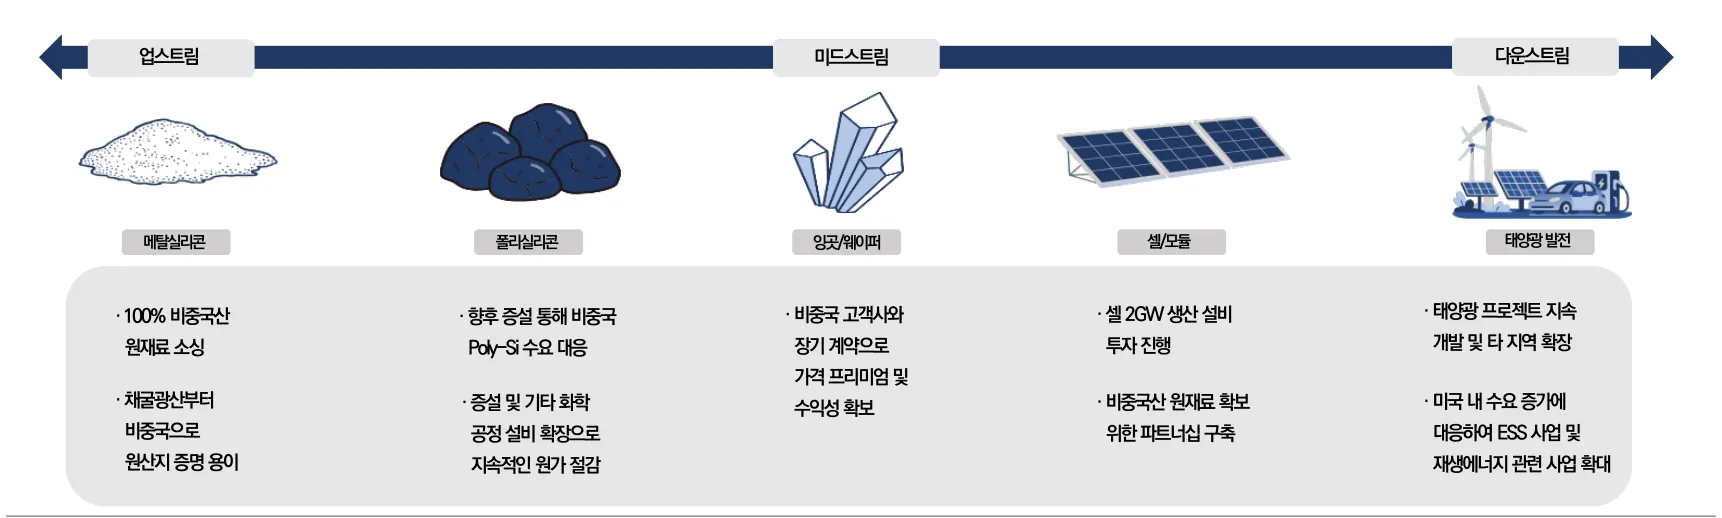 업스트림
미드스트림
다운스트림
메탈실리콘
폴리실리콘
잉곳/웨이퍼
셀/모듈
태양광 발전
· 100% 비중국산
원재료 소싱
· 채굴광산부터
비중국으로
원산지 증명 용이
· 향후 증설 통해 비중국
Poly-Si 수요 대응
· 증설 및 기타 화학
공정 설비 확장으로
지속적인 원가 절감
· 비중국 고객사와
장기 계약으로
가격 프리미엄 및
수익성 확보
· 셀 2GW 생산 설비
투자 진행
· 비중국산 원재료 확보
위한 파트너십 구축
· 태양광 프로젝트 지속
개발 및 타 지역 확장
· 미국 내 수요 증가에
대응하여 ESS 사업 및
재생에너지 관련 사업 확대